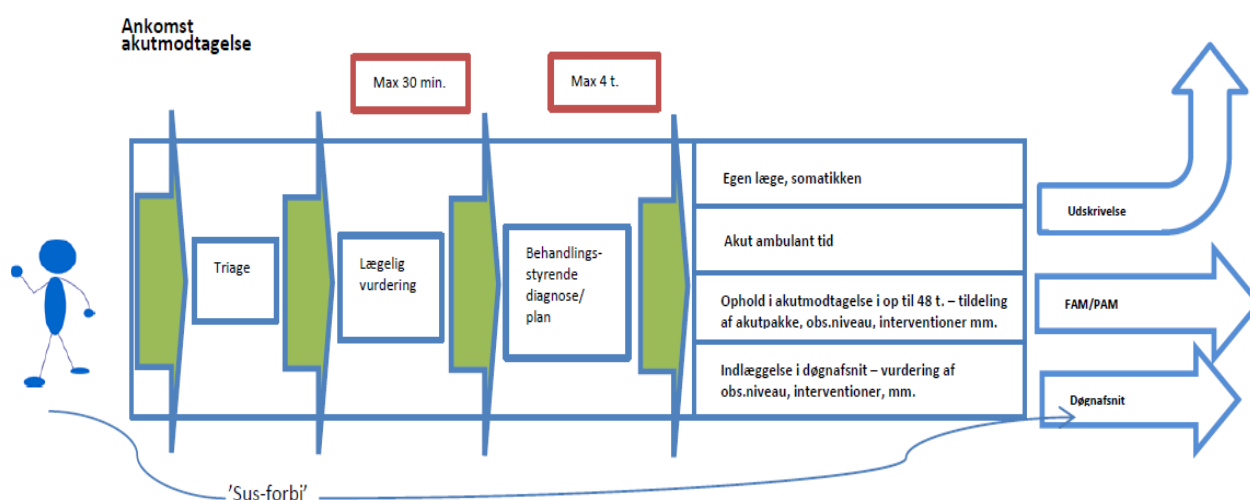 Ankomst
akutmodtagelse
Max 30 min.
Max 4 t.
Triage
Lægelig
vurdering
Behandlings-
styrende
diagnose/
plan
Egen læge, somatikken
Akut ambulant tid
Ophold i akutmodtagelse i op til 48 t. – tildeling
af akutpakke, obs.niveau, interventioner mm.
Indlæggelse i døgnafsnit – vurdering af
obs.niveau, interventioner, mm.
Udskrivelse
FAM/PAM
Døgnafsnit
'Sus-forbi'